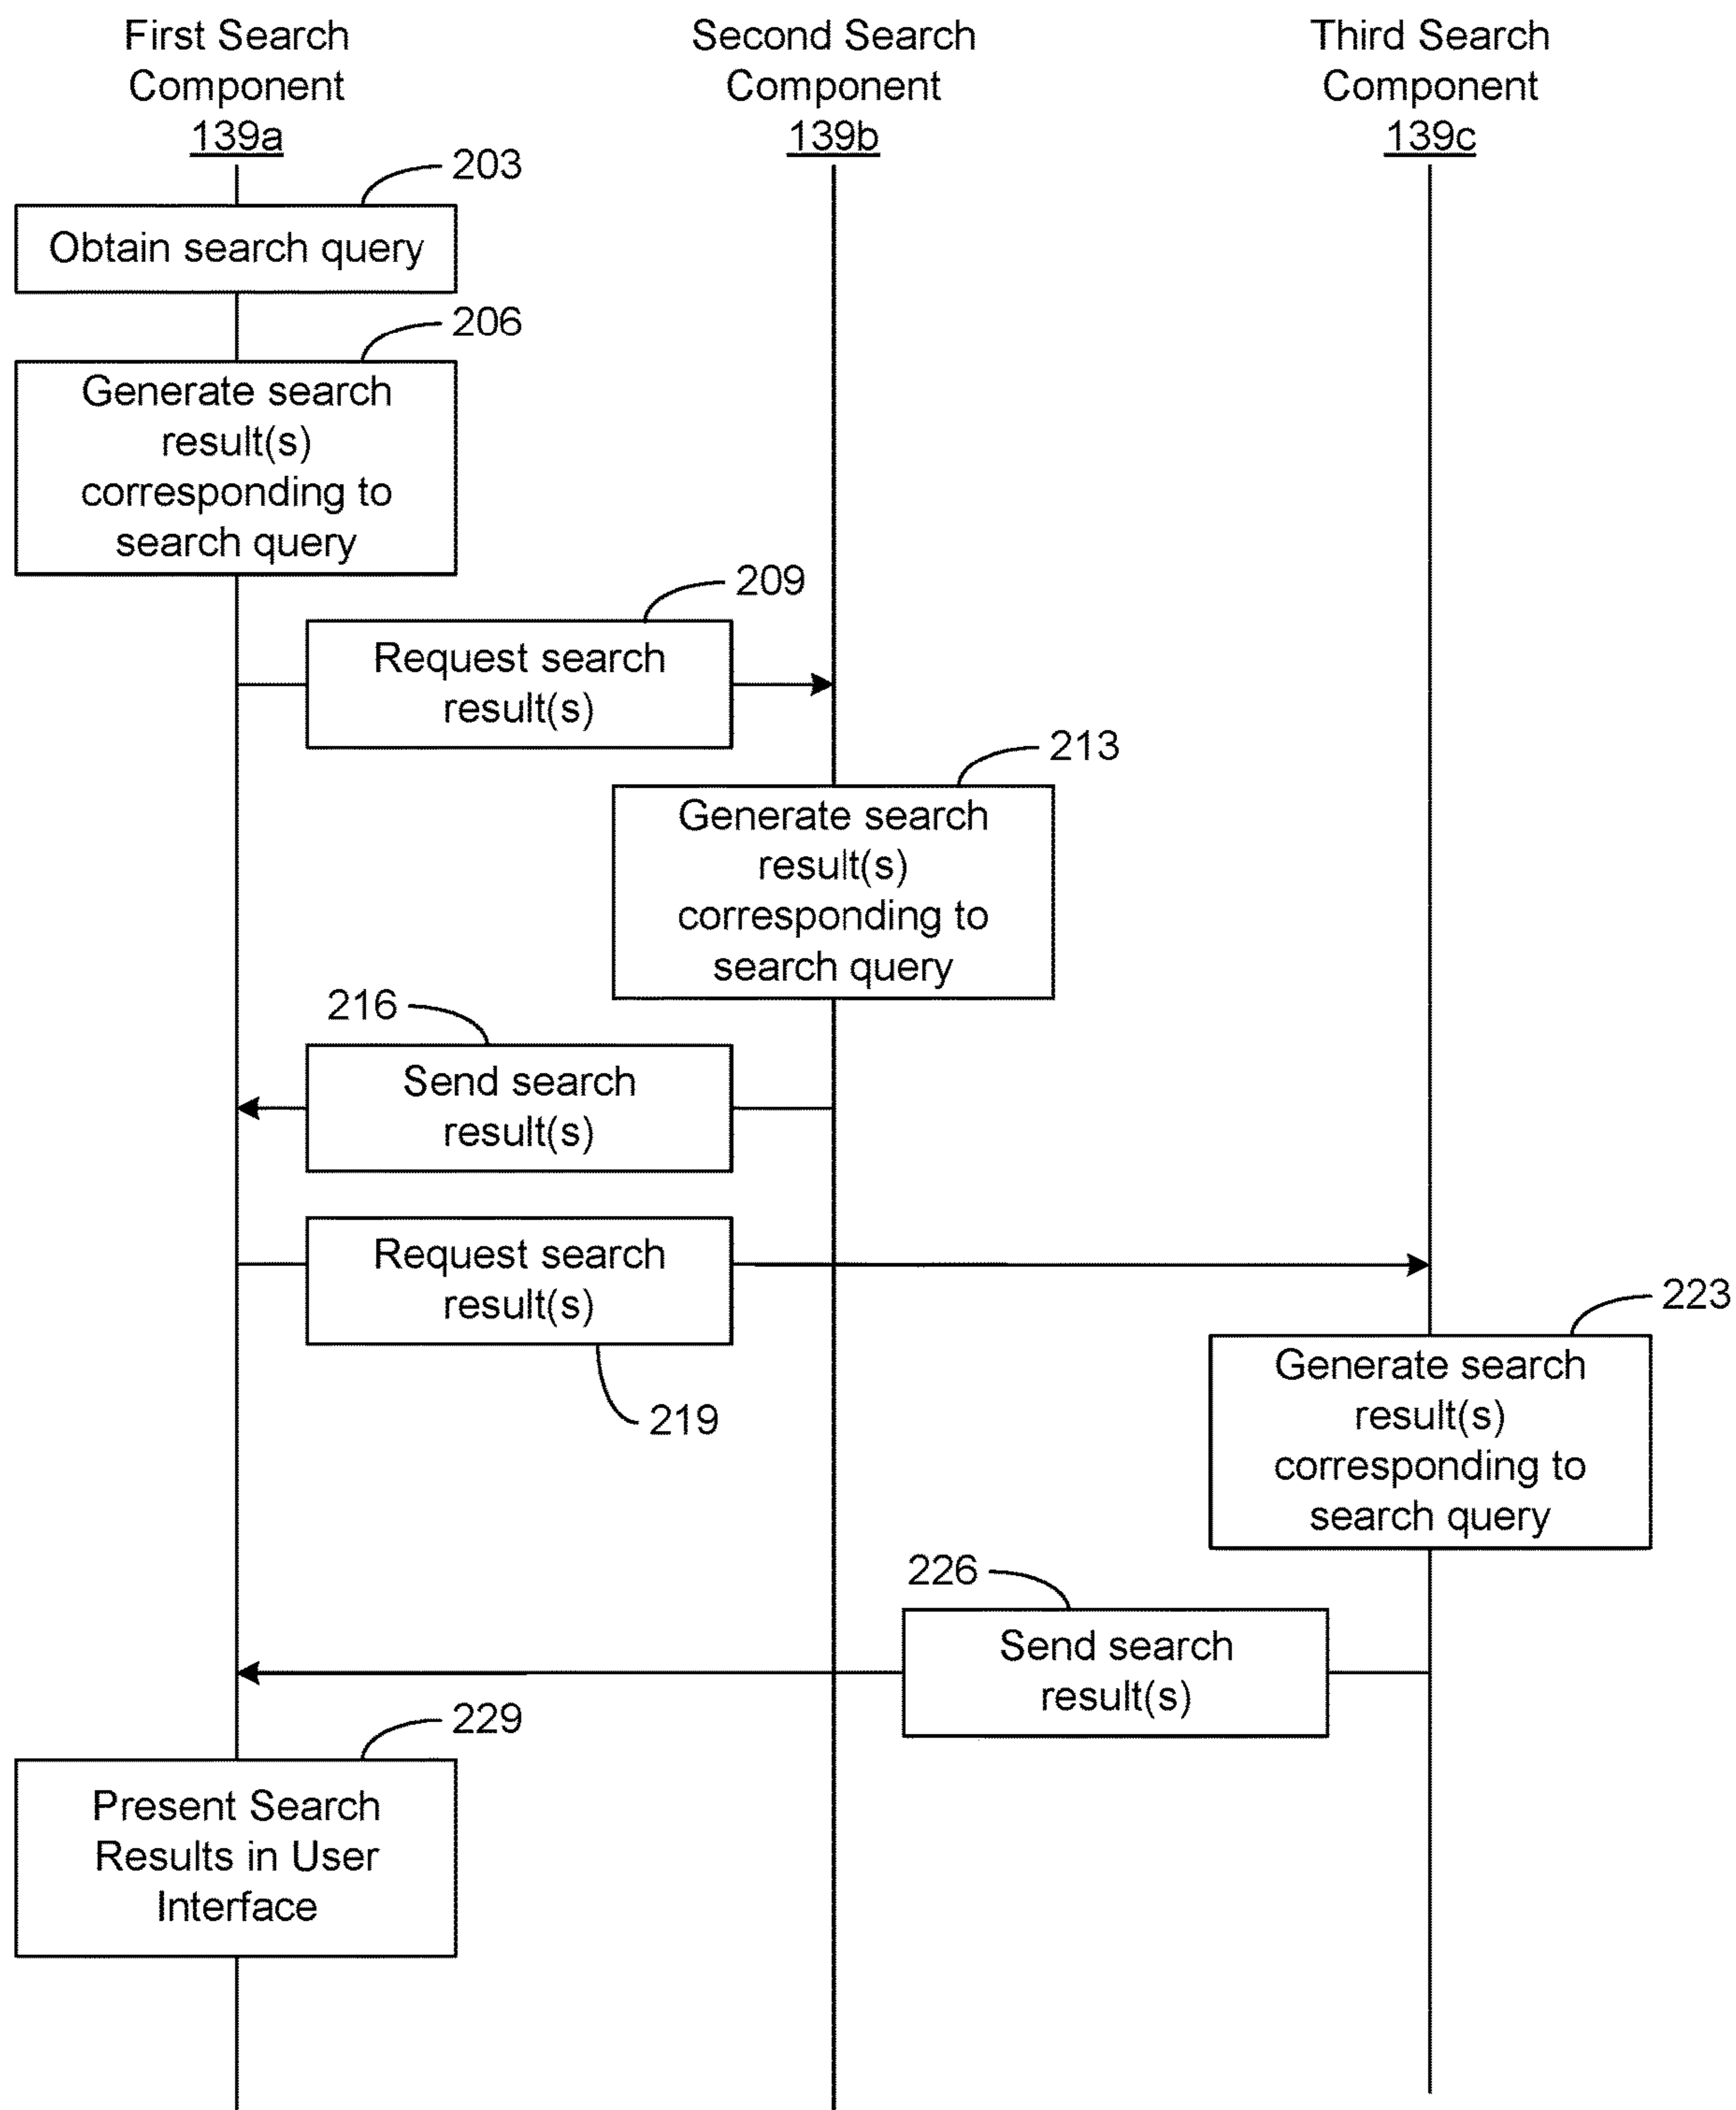 First Search
Component
139a
Second Search
Component
139b
Third Search
Component
139c
203
Obtain search query
206
Generate search
result(s)
corresponding to
search query
209
Request search
result(s)
213
Generate search
result(s)
corresponding to
search query
216
Send search
result(s)
Request search
result(s)
219
223
Generate search
result(s)
corresponding to
search query
226
Send search
result(s)
229
Present Search
Results in User
Interface